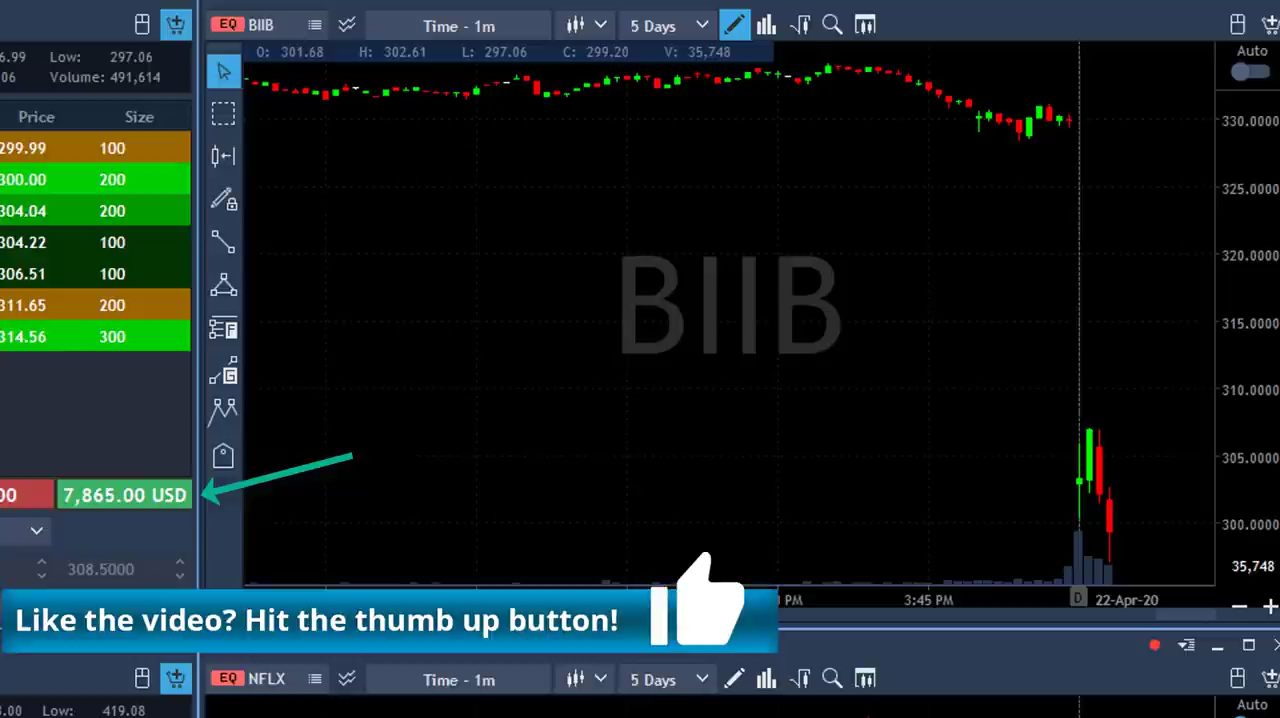 EQ BIIB Time - 1m 5 Days
6.99 Low: 297.06 O: 301.68 H: 302.61 L: 297.06 C: 299.20 V: 35,748 Auto
.06 Volume: 491,614
Price Size
299.99 100 330.0000
300.00 200 325.0000
304.04 200
304.22 100 320.0000
306.51 100
311.65 200 315.0000
314.56 300
BIIB
310.0000
305.0000
00 7,865.00 USD
300.0000
308.5000 35,748
D
PM 3:45 PM 22-Apr-20
Like the video? Hit the thumb up button!
EQ NFLX Time - 1m 5 Days
3.00 Low: 419.08 Auto